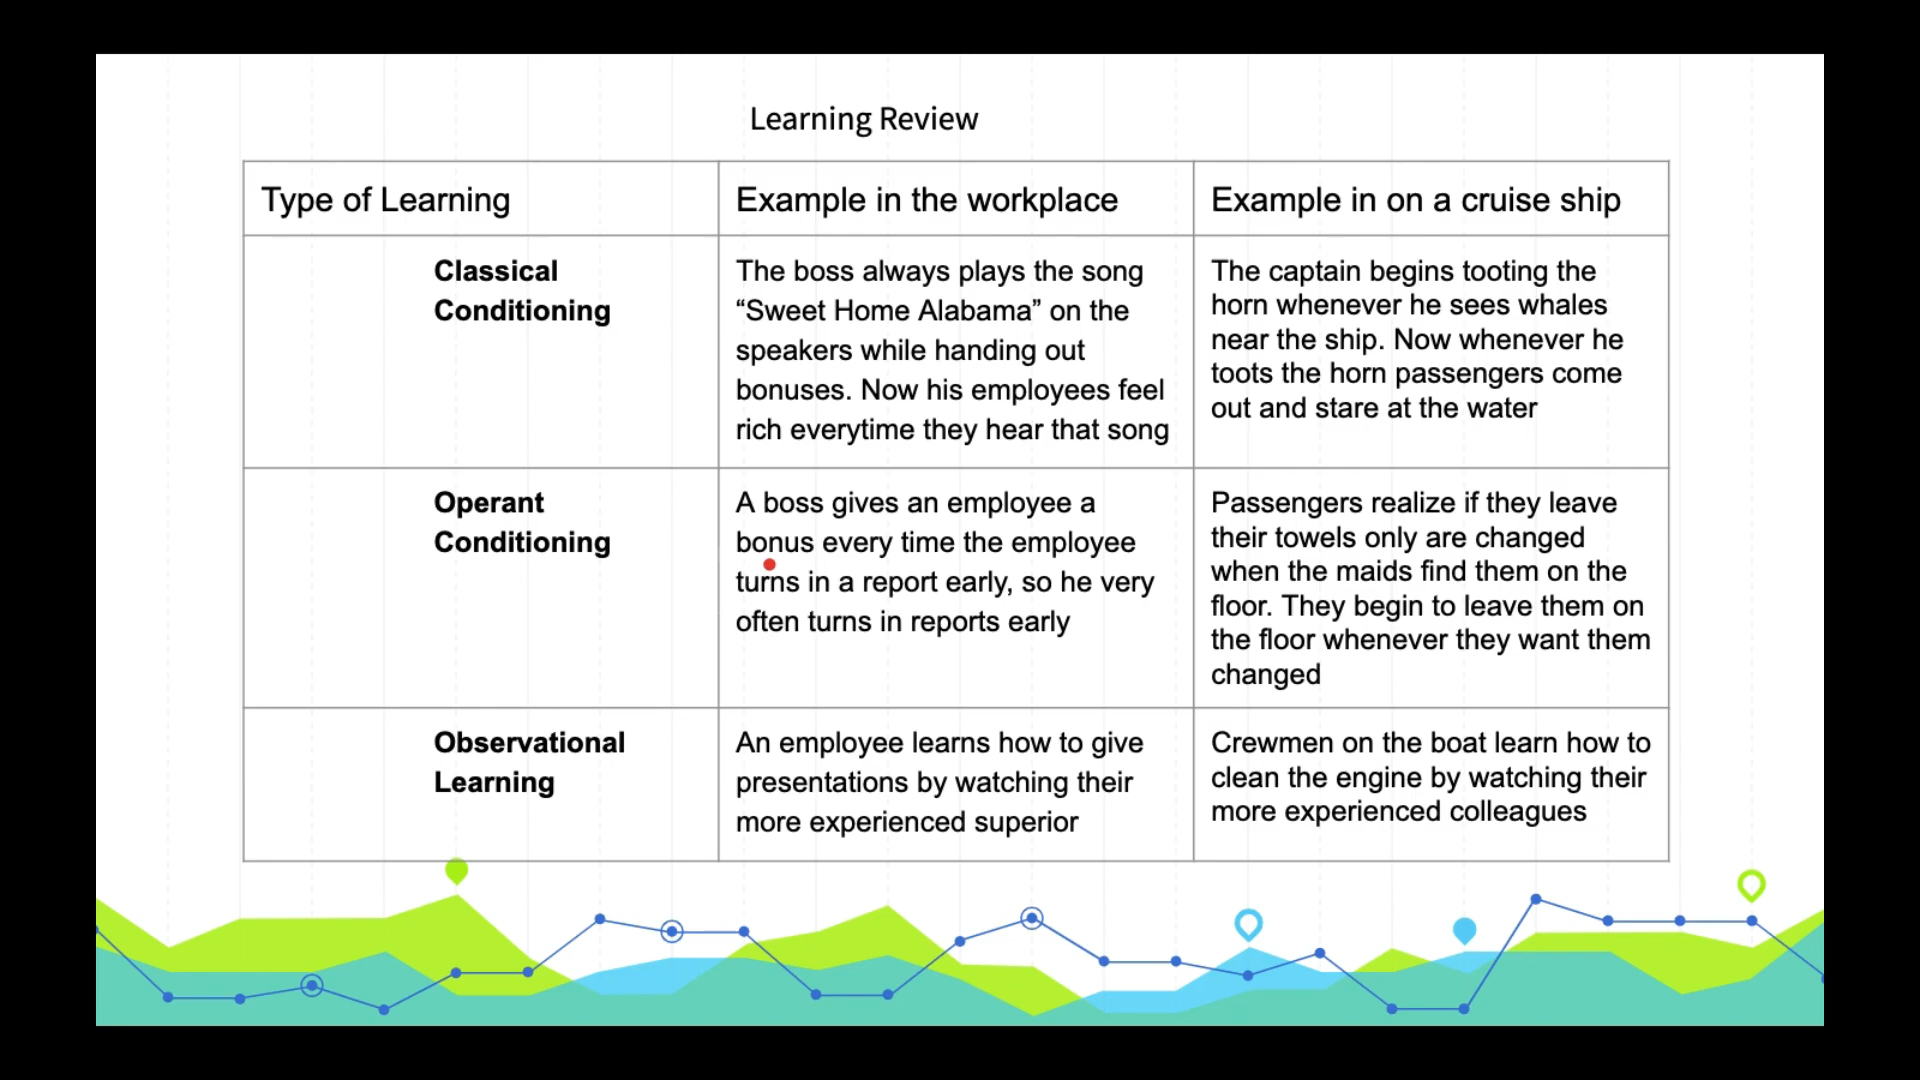 Learning Review
Type of Learning
Example in the workplace
Example in on a cruise ship
Classical
Conditioning
The boss always plays the song
“Sweet Home Alabama” on the
speakers while handing out
bonuses. Now his employees feel
rich everytime they hear that song
The captain begins tooting the
horn whenever he sees whales
near the ship. Now whenever he
toots the horn passengers come
out and stare at the water
Operant
Conditioning
A boss gives an employee a
bonus every time the employee
turns in a report early, so he very
often turns in reports early
Passengers realize if they leave
their towels only are changed
when the maids find them on the
floor. They begin to leave them on
the floor whenever they want them
changed
Observational
Learning
An employee learns how to give
presentations by watching their
more experienced superior
Crewmen on the boat learn how to
clean the engine by watching their
more experienced colleagues